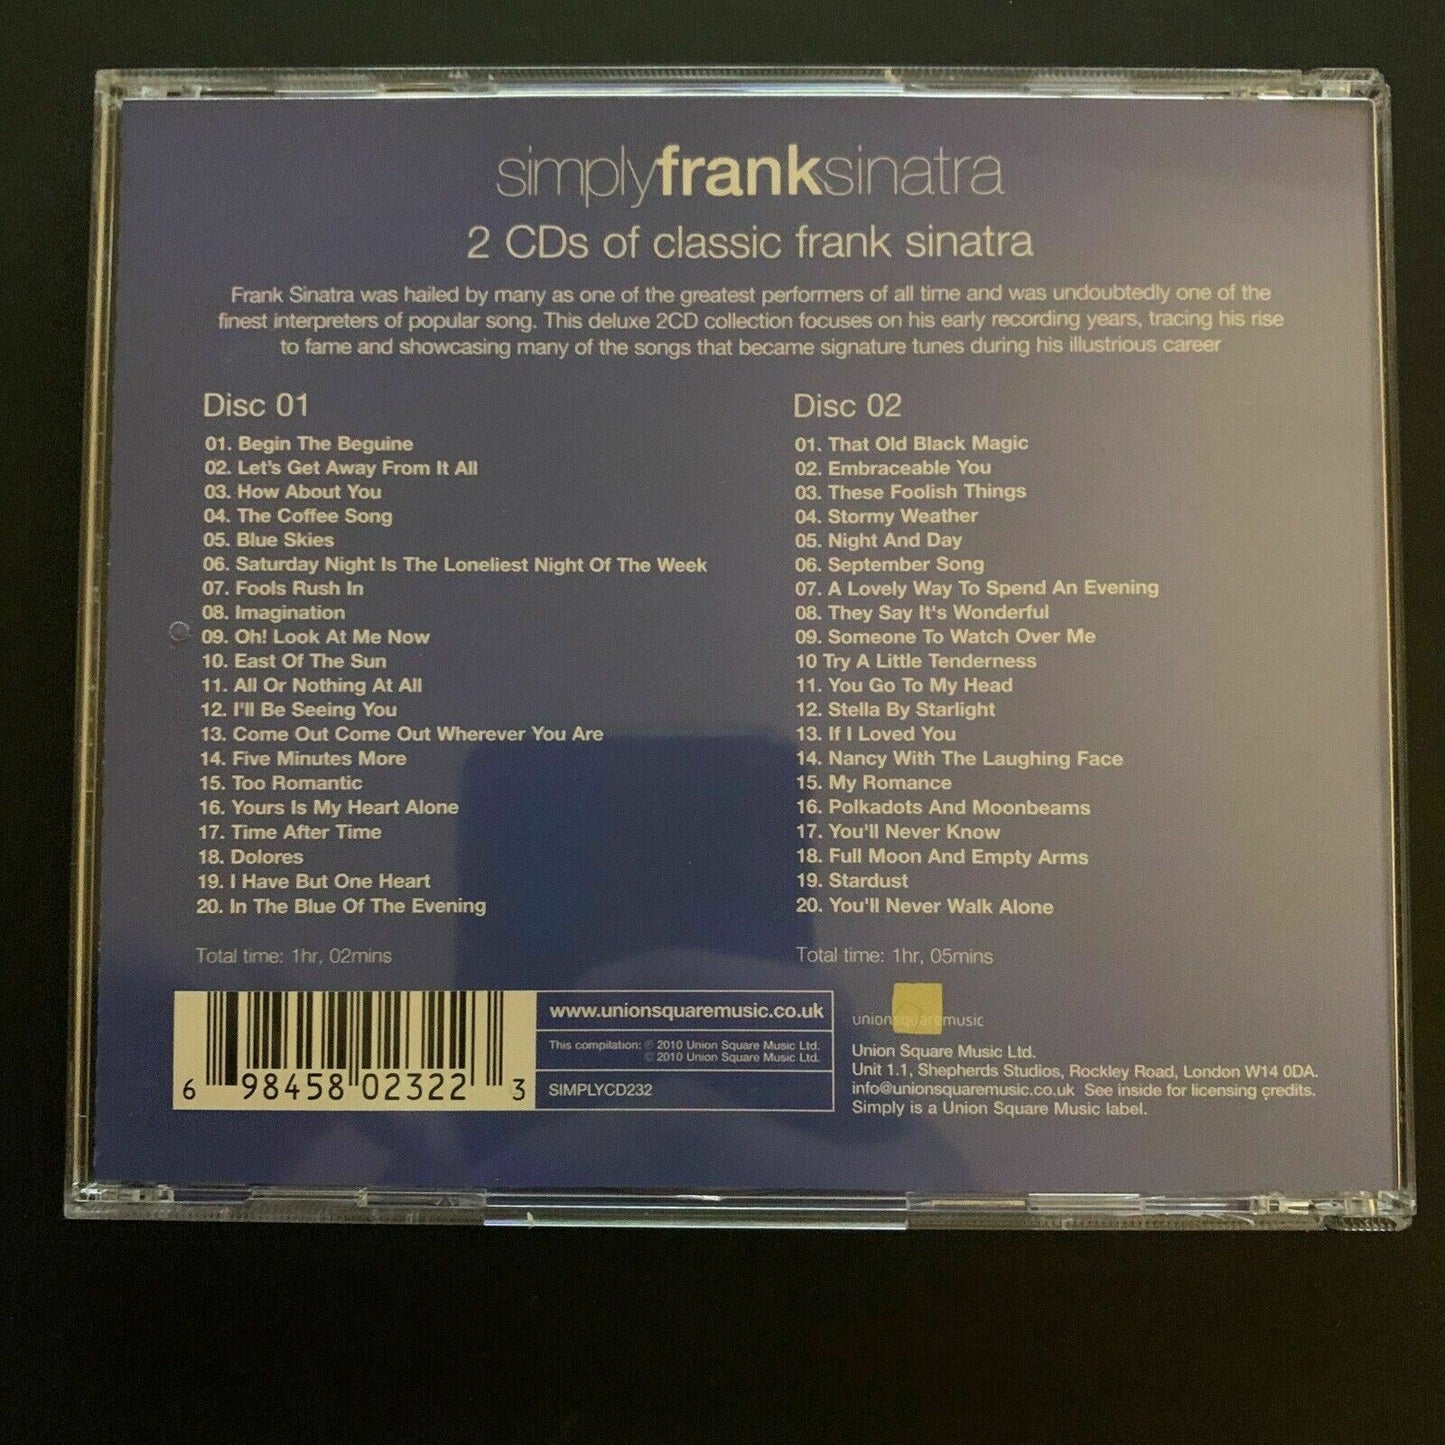 simplyfranksinatra
2 CDs of classic frank sinatra
Frank Sinatra was hailed by many as one of the greatest performers of all time and was undoubtedly one of the
finest interpreters of popular song. This deluxe 2CD collection focuses on his early recording years, tracing his rise
to fame and showcasing many of the songs that became signature tunes during his illustrious career
Disc 01
01. Begin The Beguine
02. Let's Get Away From It All
03. How About You
04. The Coffee Song
05. Blue Skies
06. Saturday Night Is The Loneliest Night Of The Week
07. Fools Rush In
08. Imagination
09. Oh! Look At Me Now
10. East Of The Sun
11. All Or Nothing At All
12. I'll Be Seeing You
13. Come Out Come Out Wherever You Are
14. Five Minutes More
15. Too Romantic
16. Yours Is My Heart Alone
17. Time After Time
18. Dolores
19. I Have But One Heart
20. In The Blue Of The Evening
Total time: 1hr, 02mins
Disc 02
01. That Old Black Magic
02. Embraceable You
03. These Foolish Things
04. Stormy Weather
05. Night And Day
06. September Song
07. A Lovely Way To Spend An Evening
08. They Say It's Wonderful
09. Someone To Watch Over Me
10 Try A Little Tenderness
11. You Go To My Head
12. Stella By Starlight
13. If I Loved You
14. Nancy With The Laughing Face
15. My Romance
16. Polkadots And Moonbeams
17. You'll Never Know
18. Full Moon And Empty Arms
19. Stardust
20. You'll Never Walk Alone
Total time: 1hr, 05mins
6 98458 02322 3
www.unionsquaremusic.co.uk
This compilation: ℗ 2010 Union Square Music Ltd.
© 2010 Union Square Music Ltd.
SIMPLYCD232
unionsquaremusic
Union Square Music Ltd.
Unit 1.1, Shepherds Studios, Rockley Road, London W14 0DA.
info@unionsquaremusic.co.uk See inside for licensing credits.
Simply is a Union Square Music label.